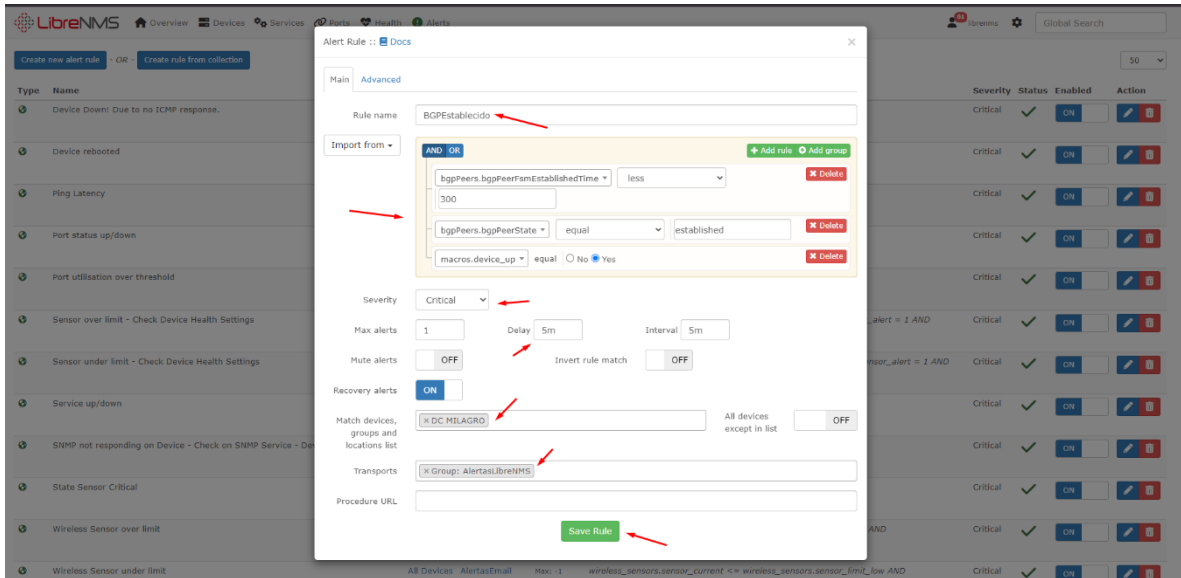 LibreNMS Overview Devices Services Ports Health Alerts 61 librenms Global Search
Alert Rule :: Docs ×
Create new alert rule - OR - Create rule from collection 50
Main Advanced
Type Name Severity Status Enabled Action
Device Down! Due to no ICMP response. Critical ON
Rule name BGPEstablecido
Import from
AND OR + Add rule Add group
Device rebooted Critical ON
bgpPeers.bgpPeerFsmEstablishedTime less × Delete
300
Ping Latency Critical ON
bgpPeers.bgpPeerState equal established × Delete
Port status up/down Critical ON
macros.device_up equal No Yes × Delete
Port utilisation over threshold Critical ON
Severity Critical
Sensor over limit - Check Device Health Settings _alert = 1 AND Critical ON
Max alerts 1 Delay 5m Interval 5m
Sensor under limit - Check Device Health Settings nsor_alert = 1 AND Critical ON
Mute alerts OFF Invert rule match OFF
Recovery alerts ON
Service up/down Critical ON
Match devices, groups and locations list × DC MILAGRO All devices except in list OFF
SNMP not responding on Device - Check on SNMP Service - De Critical ON
Transports × Group: AlertasLibreNMS
State Sensor Critical Critical ON
Procedure URL
Wireless Sensor over limit AND Critical ON
Save Rule
Wireless Sensor under limit All Devices AlertasEmail Max: -1 wireless_sensors.sensor_current <= wireless_sensors.sensor_limit_low AND Critical ON